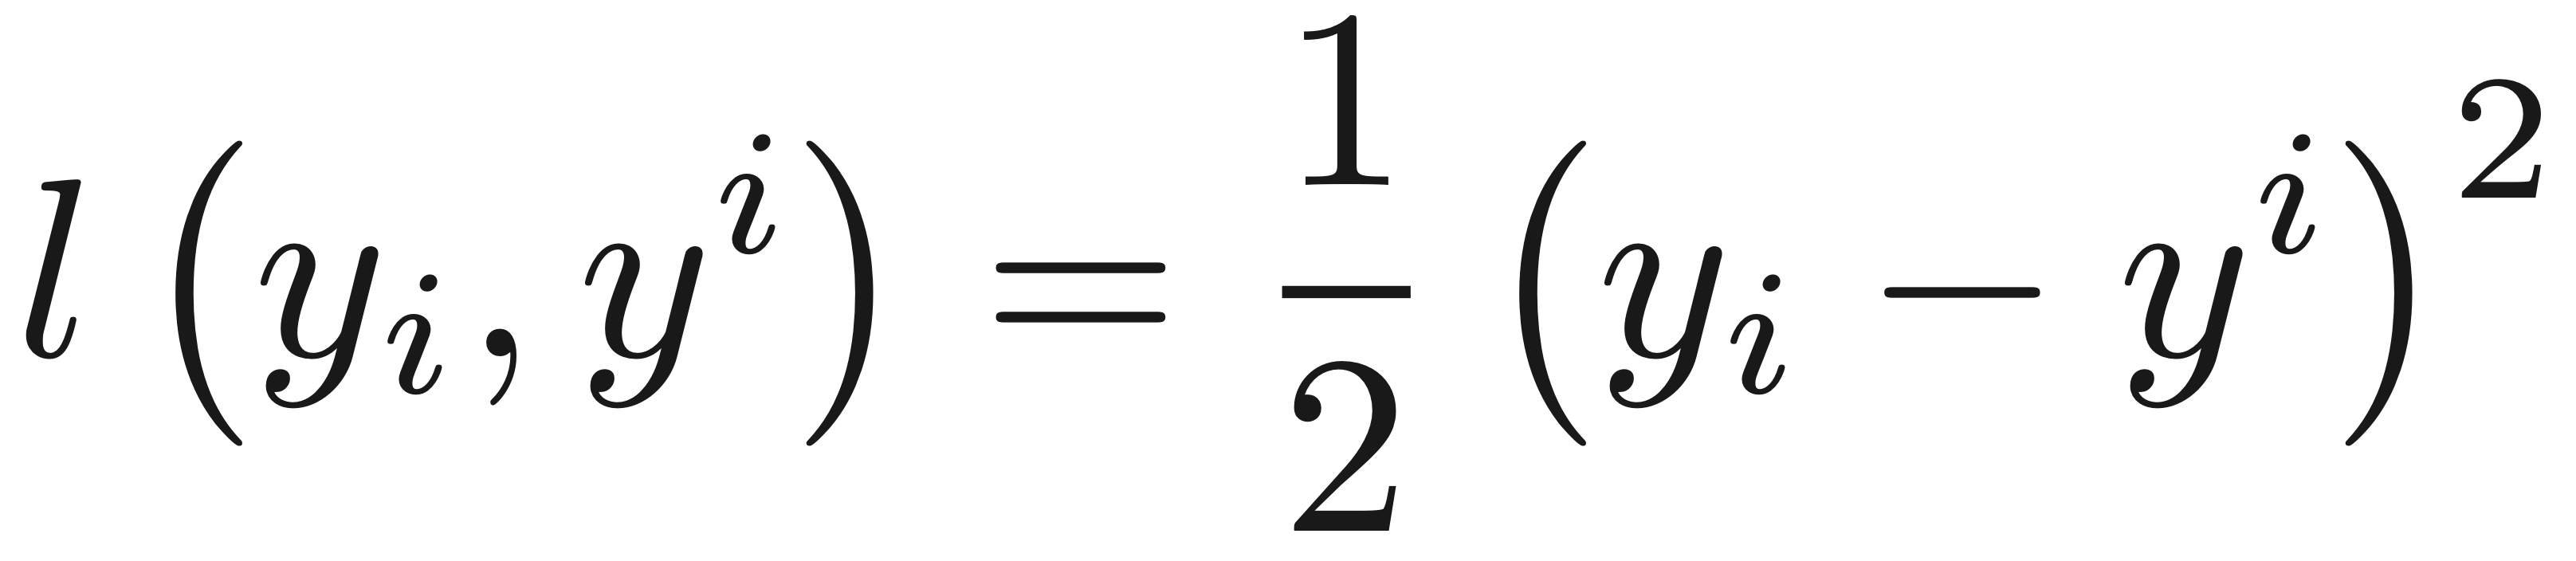 l (y_i, y^i) = \frac{1}{2} (y_i - y^i)^2